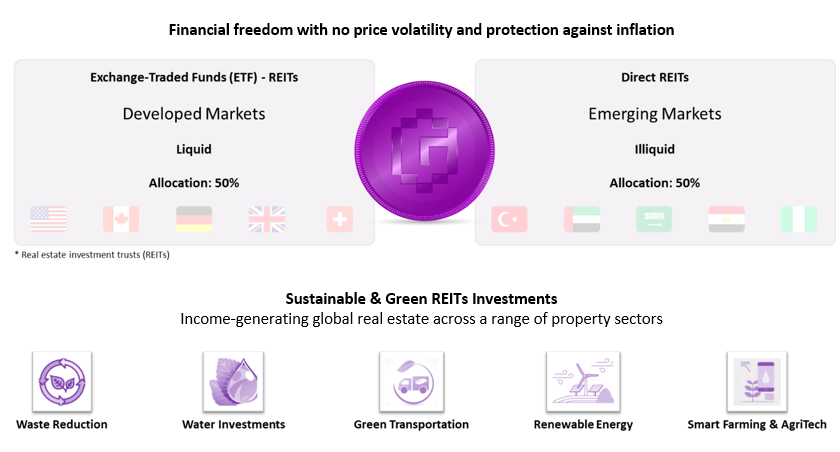 Financial freedom with no price volatility and protection against inflation
Exchange-Traded Funds (ETF) - REITs
Developed Markets
Liquid
Allocation: 50%
Direct REITs
Emerging Markets
Illiquid
Allocation: 50%
* Real estate investment trusts (REITs)
Sustainable & Green REITs Investments
Income-generating global real estate across a range of property sectors
Waste Reduction
Water Investments
Green Transportation
Renewable Energy
Smart Farming & AgriTech